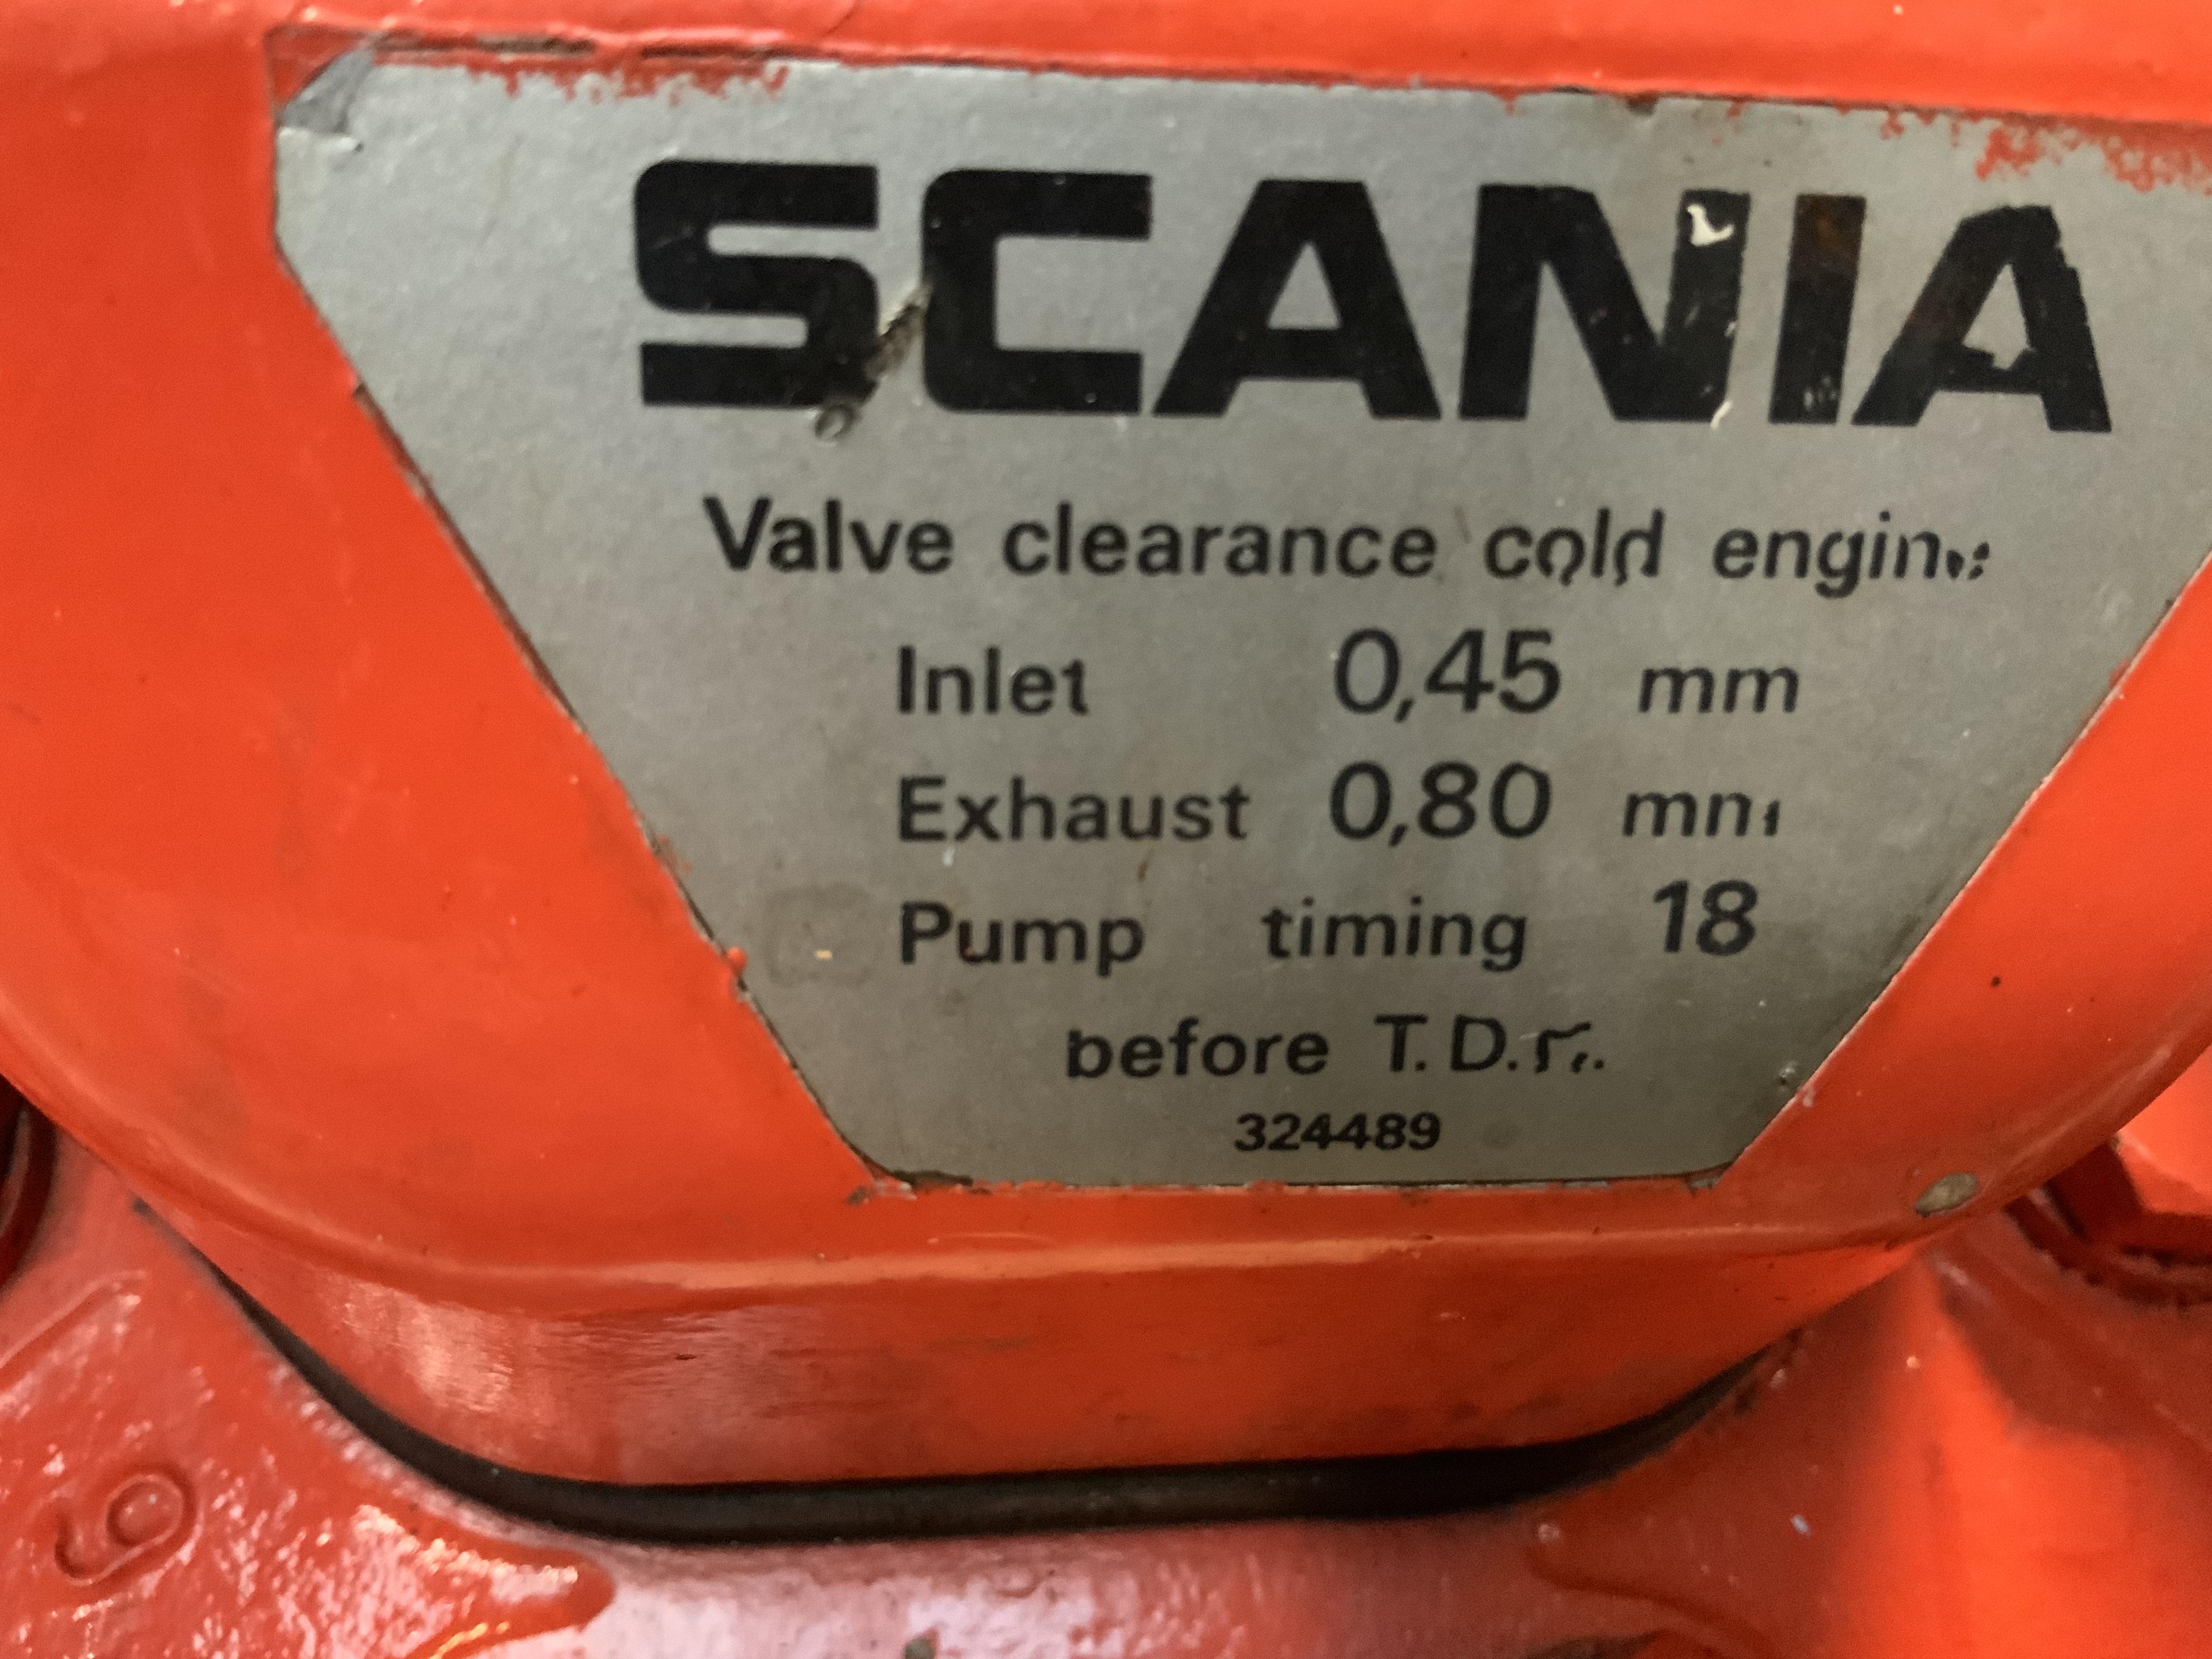 SCANIA
Valve clearance cold engine
Inlet 0,45 mm
Exhaust 0,80 mm
Pump timing 18
before T.D.C.
324489